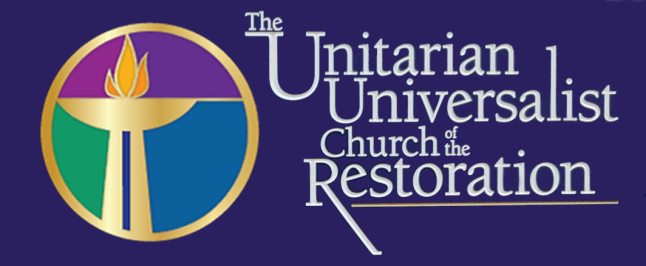 The
Unitarian
Universalist
Church of the
Restoration